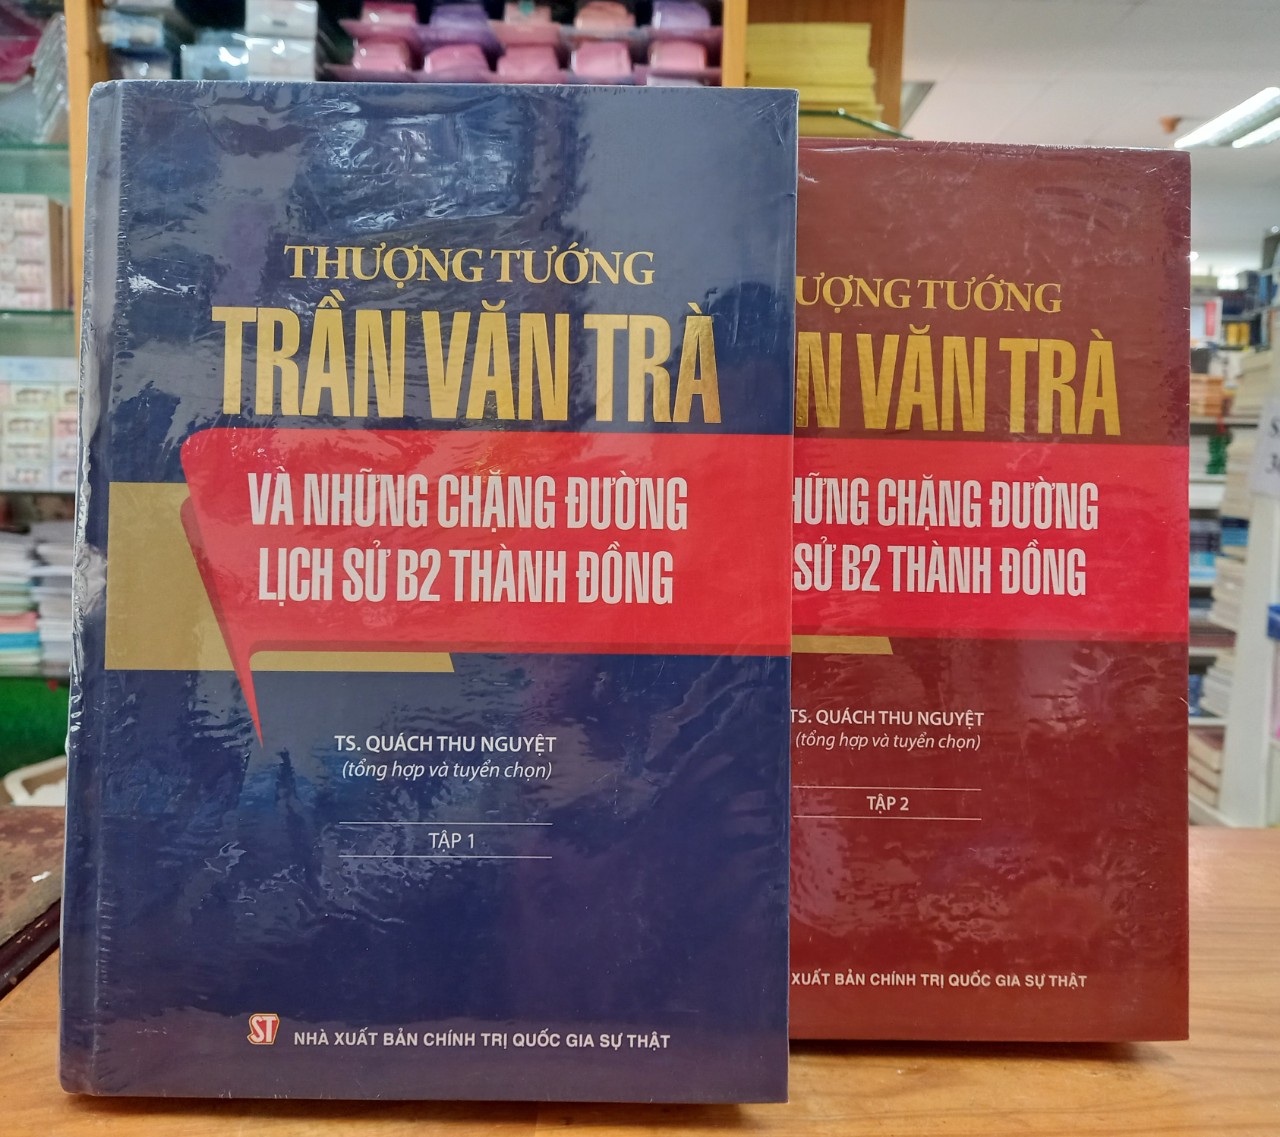 THƯỢNG TƯỚNG
TRẦN VĂN TRÀ
VÀ NHỮNG CHẶNG ĐƯỜNG
LỊCH SỬ B2 THÀNH ĐỒNG
TS. QUÁCH THU NGUYỆT
(tổng hợp và tuyển chọn)
TẬP 1
ST
NHÀ XUẤT BẢN CHÍNH TRỊ QUỐC GIA SỰ THẬT
ƯỢNG TƯỚNG
N VĂN TRÀ
HỮNG CHẶNG ĐƯỜNG
SỬ B2 THÀNH ĐỒNG
TS. QUÁCH THU NGUYỆT
(tổng hợp và tuyển chọn)
TẬP 2
XUẤT BẢN CHÍNH TRỊ QUỐC GIA SỰ THẬT